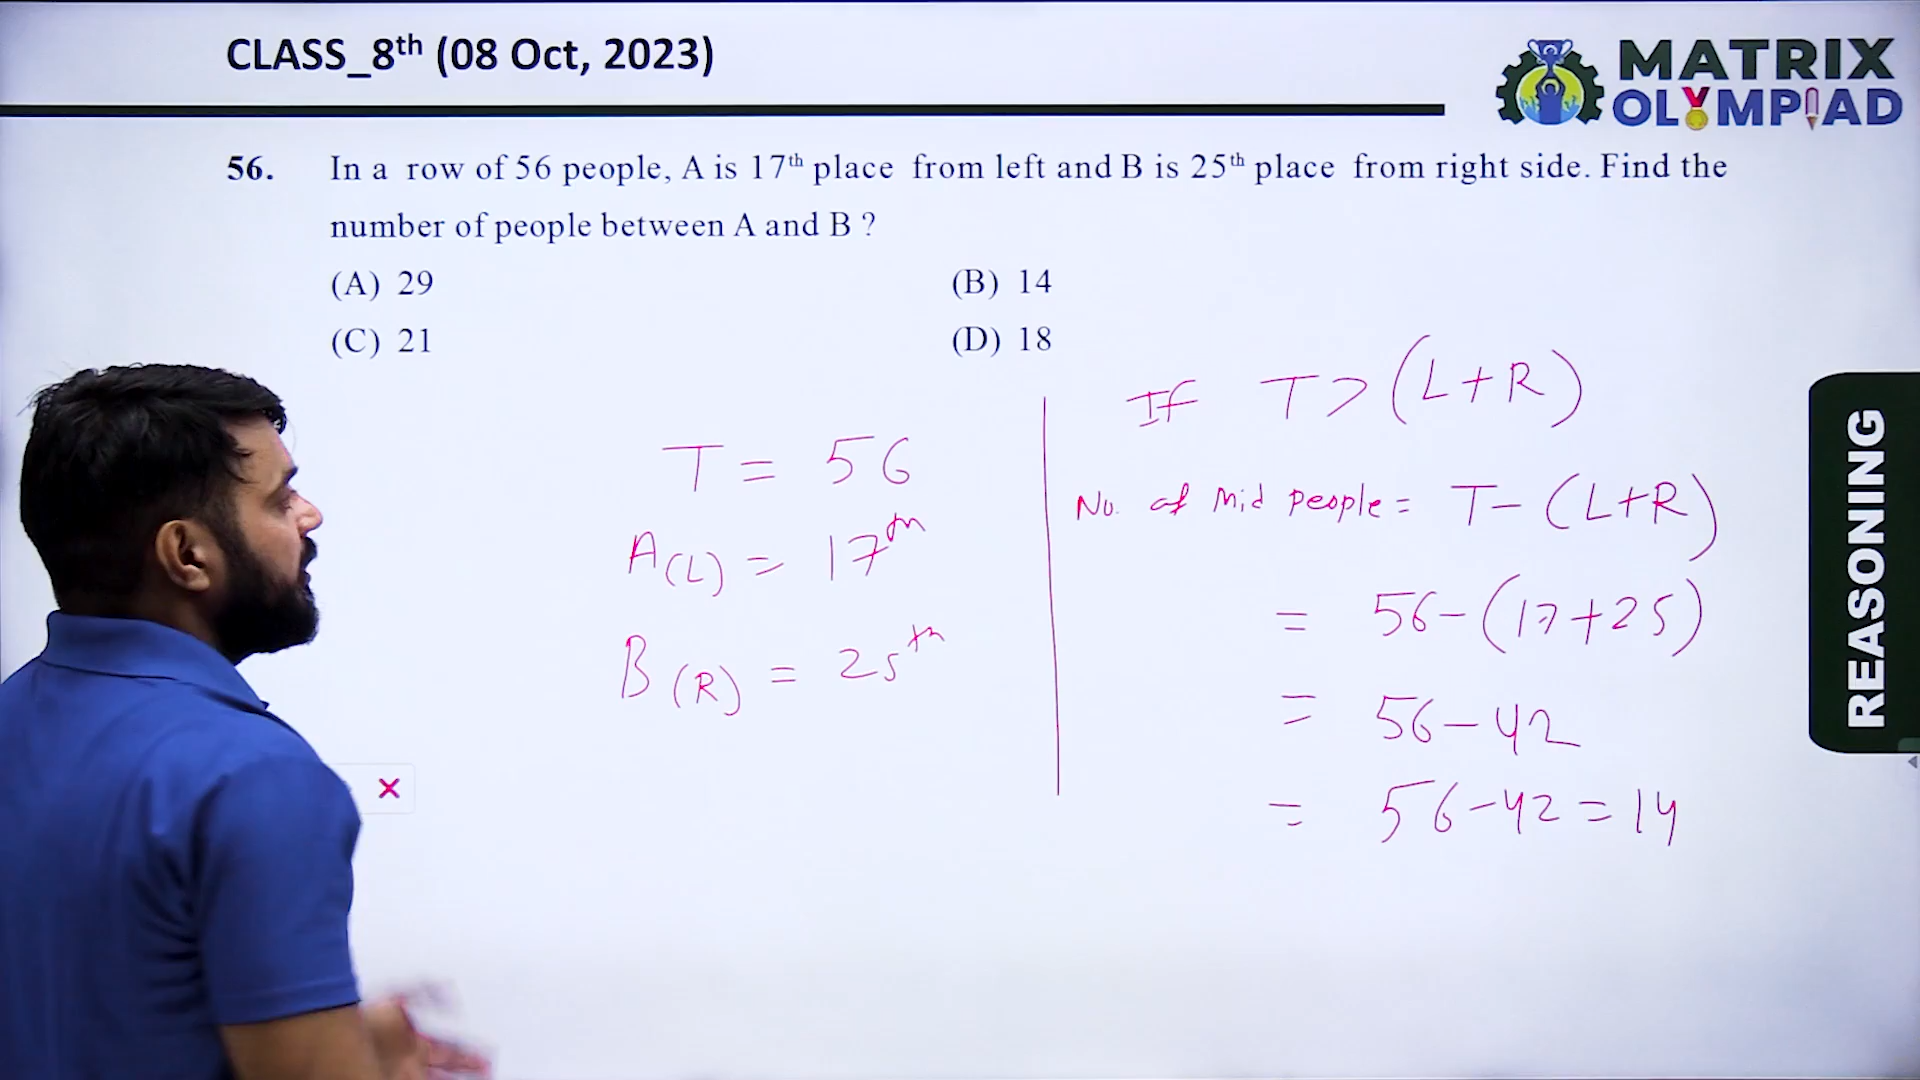 CLASS_8th (08 Oct, 2023)
MATRIX
OLYMPIAD
56. In a row of 56 people, A is 17th place from left and B is 25th place from right side. Find the
number of people between A and B ?
(A) 29 (B) 14
(C) 21 (D) 18
T = 56
A(L) = 17th
B(R) = 25th
If T > (L+R)
No. of Mid people = T - (L+R)
= 56 - (17+25)
= 56 - 42
= 56 - 42 = 14
REASONING